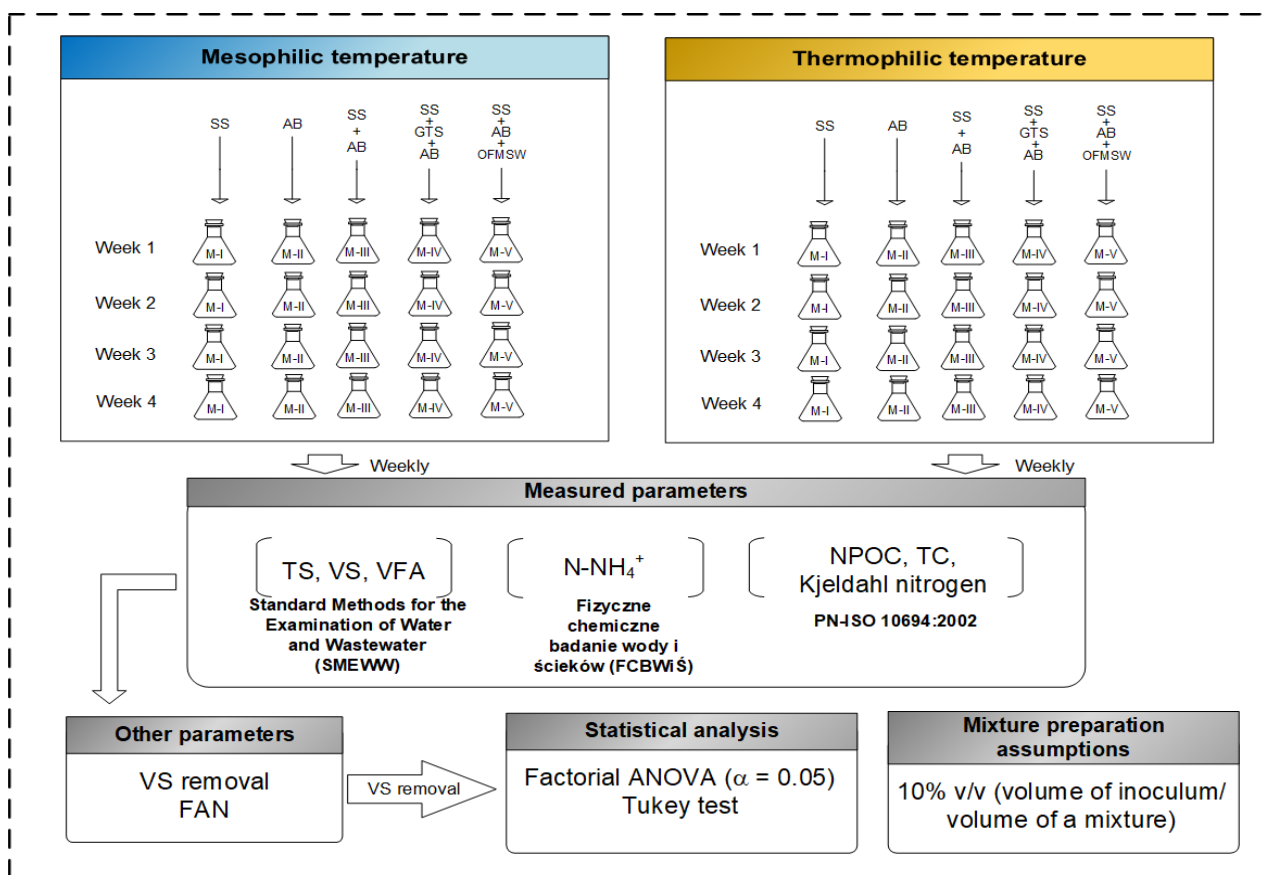 Mesophilic temperature
SS
AB
SS
+
AB
SS
+
GTS
+
AB
SS
+
AB
+
OFMSW
Week 1
M-I
M-II
M-III
M-IV
M-V
Week 2
M-I
M-II
M-III
M-IV
M-V
Week 3
M-I
M-II
M-III
M-IV
M-V
Week 4
M-I
M-II
M-III
M-IV
M-V
Thermophilic temperature
SS
AB
SS
+
AB
SS
+
GTS
+
AB
SS
+
AB
+
OFMSW
Week 1
M-I
M-II
M-III
M-IV
M-V
Week 2
M-I
M-II
M-III
M-IV
M-V
Week 3
M-I
M-II
M-III
M-IV
M-V
Week 4
M-I
M-II
M-III
M-IV
M-V
Weekly
Weekly
Measured parameters
TS, VS, VFA
Standard Methods for the
Examination of Water
and Wastewater
(SMEWW)
N-NH₄⁺
Fizyczne
chemiczne
badanie wody i
ścieków (FCBWiŚ)
NPOC, TC,
Kjeldahl nitrogen
PN-ISO 10694:2002
Other parameters
VS removal
FAN
VS removal
Statistical analysis
Factorial ANOVA (α = 0.05)
Tukey test
Mixture preparation
assumptions
10% v/v (volume of inoculum/
volume of a mixture)